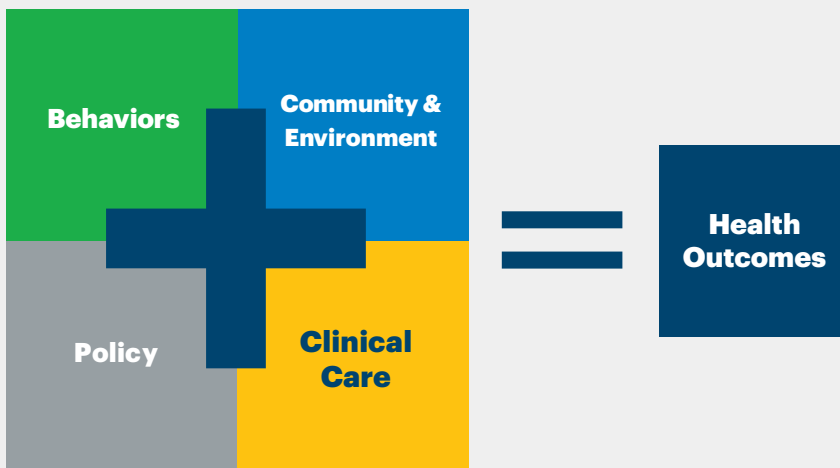 Behaviors
Community &
Environment
Policy
Clinical
Care
Health
Outcomes